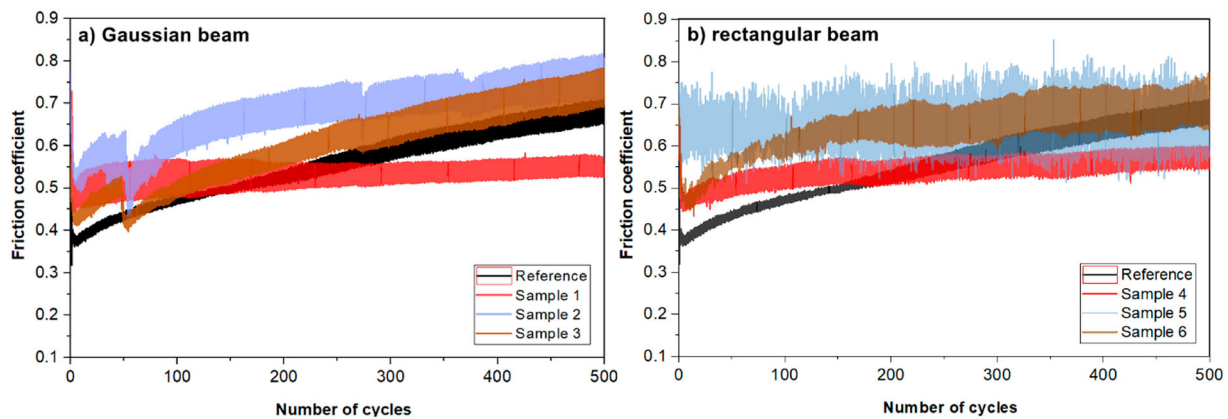 a) Gaussian beam
0.9
0.8
0.7
0.6
0.5
0.4
0.3
0.2
0.1
Friction coefficient
0
100
200
300
400
500
Number of cycles
Reference
Sample 1
Sample 2
Sample 3
b) rectangular beam
0.9
0.8
0.7
0.6
0.5
0.4
0.3
0.2
0.1
Friction coefficient
0
100
200
300
400
500
Number of cycles
Reference
Sample 4
Sample 5
Sample 6